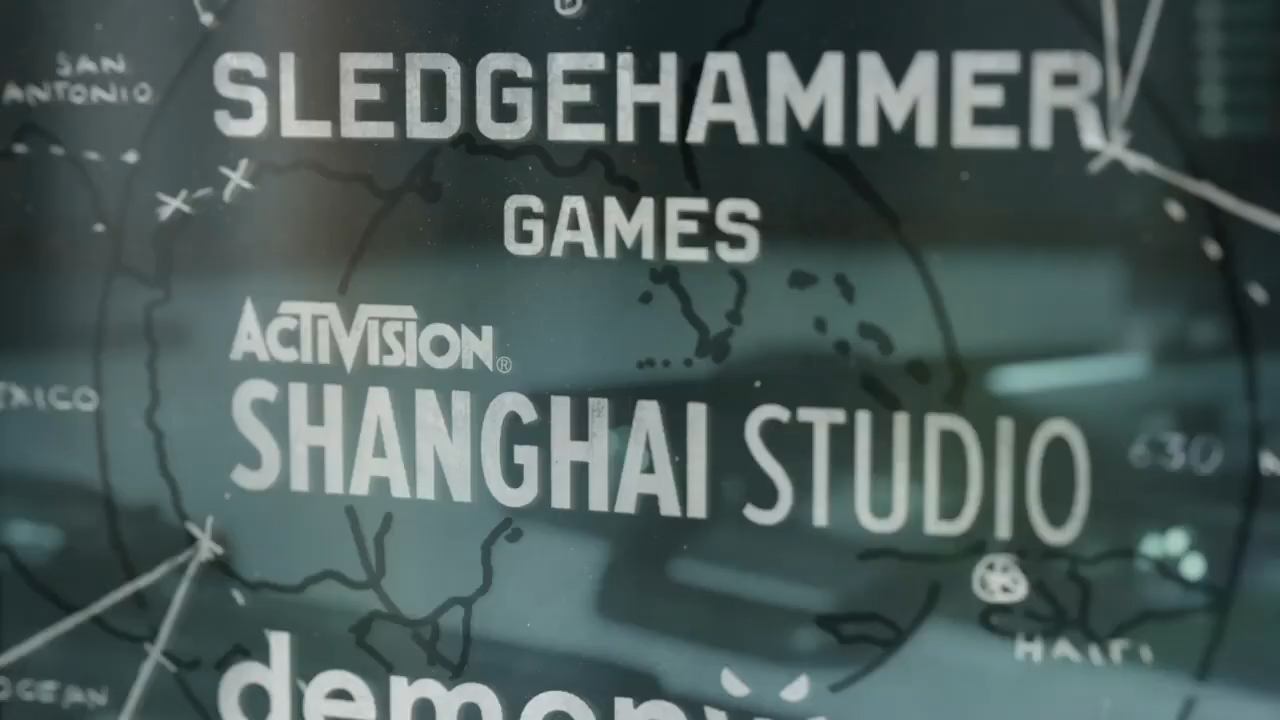 SAN
ANTONIO
SLEDGEHAMMER
GAMES
ACTIVISION®
SHANGHAI STUDIO
630
HAITI
OCEAN